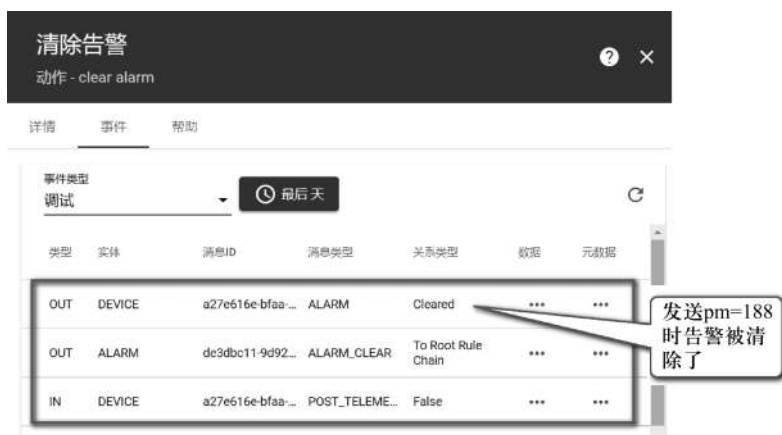 清除告警
动作 - clear alarm
详情 事件 帮助
事件类型
调试
最后 天
类型 实体 消息ID 消息类型 关系类型 数据 元数据
OUT DEVICE a27e616e-bfaa-... ALARM Cleared ••• •••
OUT ALARM de3dbc11-9d92... ALARM_CLEAR To Root Rule Chain ••• •••
IN DEVICE a27e616e-bfaa-... POST_TELEME... False ••• •••
发送pm=188
时告警被清
除了